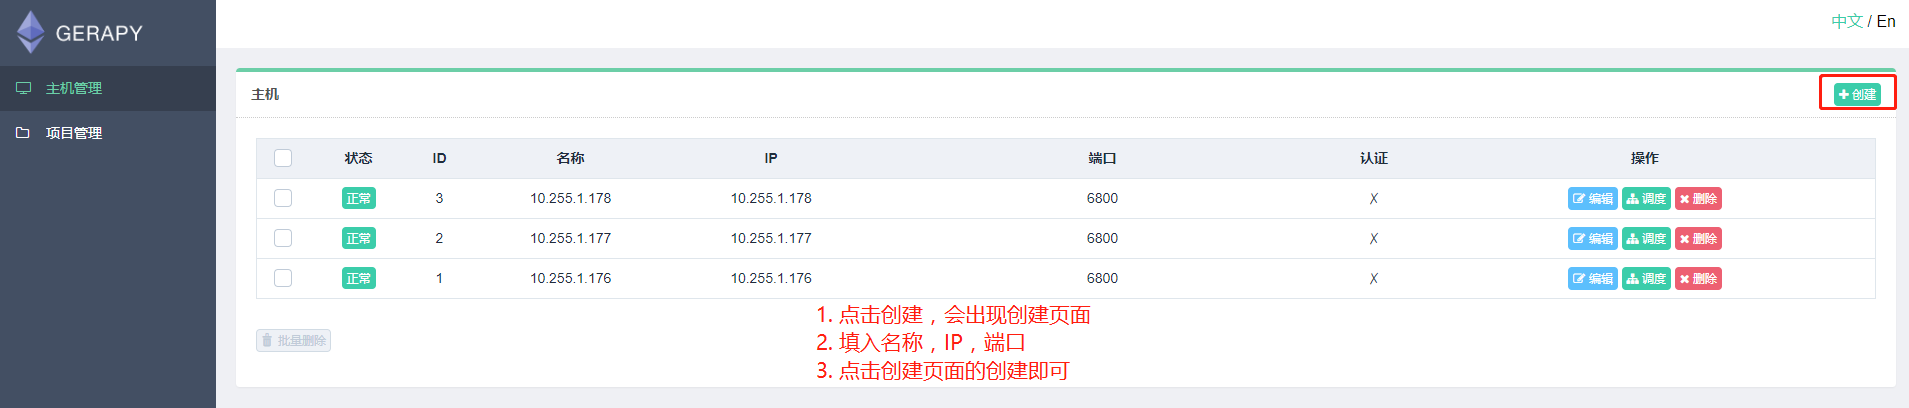 GERAPY
中文 / En
主机管理
项目管理
主机
创建
状态 ID 名称 IP 端口 认证 操作
正常 3 10.255.1.178 10.255.1.178 6800 ✗ 编辑 调度 删除
正常 2 10.255.1.177 10.255.1.177 6800 ✗ 编辑 调度 删除
正常 1 10.255.1.176 10.255.1.176 6800 ✗ 编辑 调度 删除
批量删除
1. 点击创建，会出现创建页面
2. 填入名称，IP，端口
3. 点击创建页面的创建即可